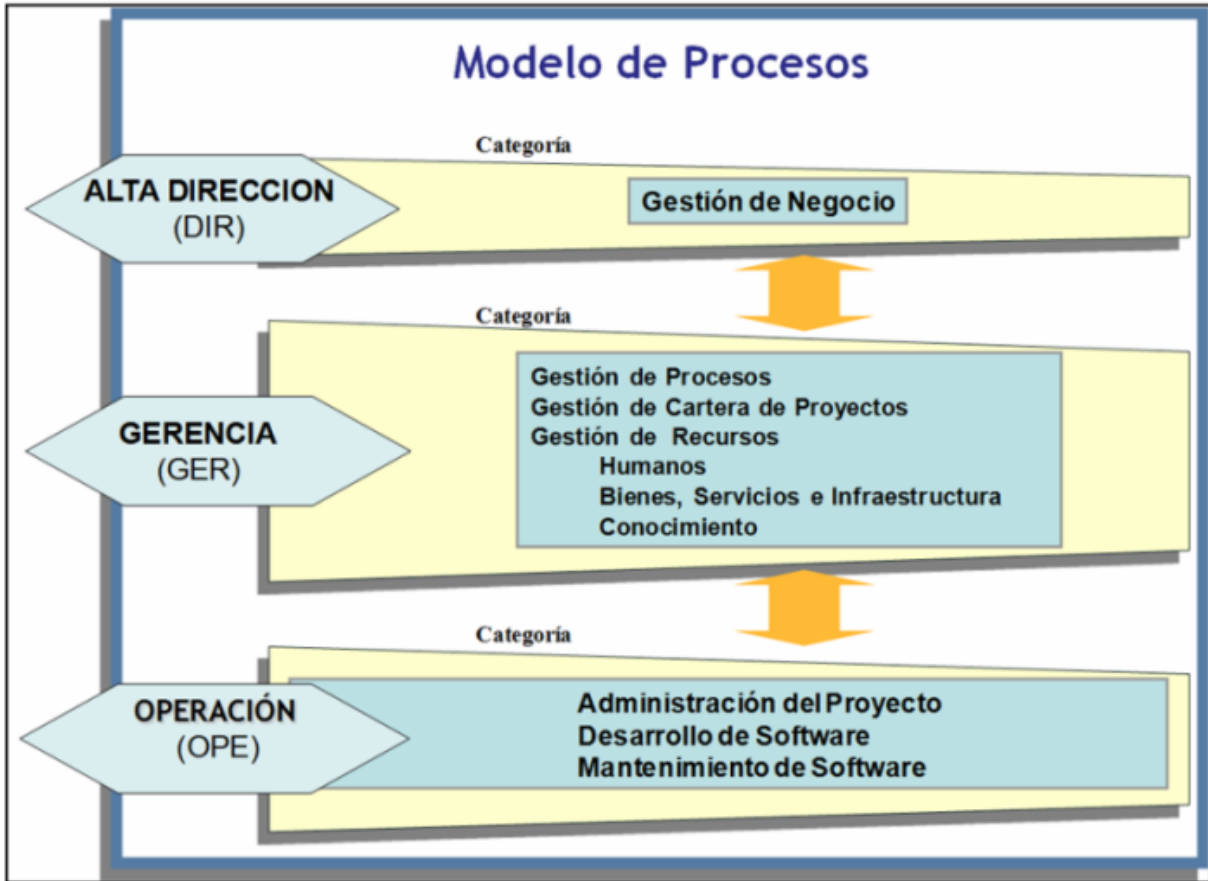 Modelo de Procesos
Categoría
ALTA DIRECCION
(DIR)
Gestión de Negocio
Categoría
GERENCIA
(GER)
Gestión de Procesos
Gestión de Cartera de Proyectos
Gestión de Recursos
Humanos
Bienes, Servicios e Infraestructura
Conocimiento
Categoría
OPERACIÓN
(OPE)
Administración del Proyecto
Desarrollo de Software
Mantenimiento de Software